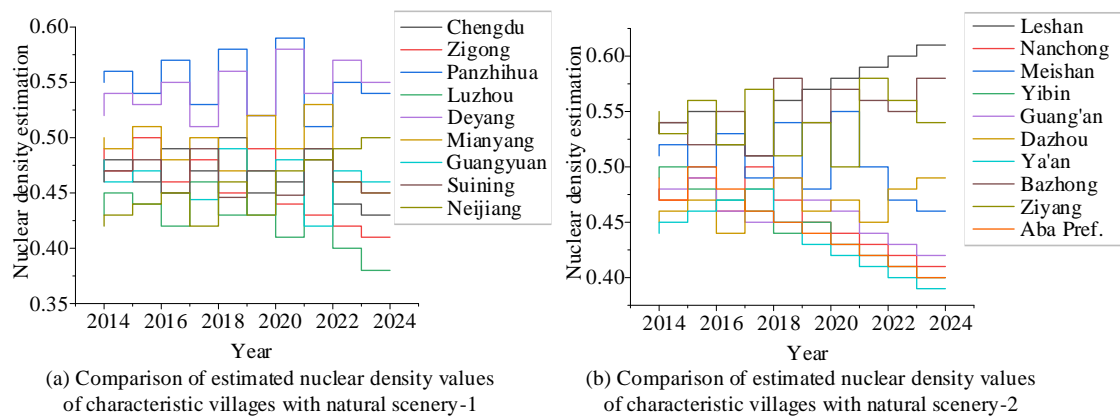 0.60
0.55
0.50
0.45
0.40
0.35
Nuclear density estimation
2014 2016 2018 2020 2022 2024
Year
Chengdu
Zigong
Panzhihua
Luzhou
Deyang
Mianyang
Guangyuan
Suining
Neijiang
(a) Comparison of estimated nuclear density values
of characteristic villages with natural scenery-1
0.60
0.55
0.50
0.45
0.40
Nuclear density estimation
2014 2016 2018 2020 2022 2024
Year
Leshan
Nanchong
Meishan
Yibin
Guang'an
Dazhou
Ya'an
Bazhong
Ziyang
Aba Pref.
(b) Comparison of estimated nuclear density values
of characteristic villages with natural scenery-2